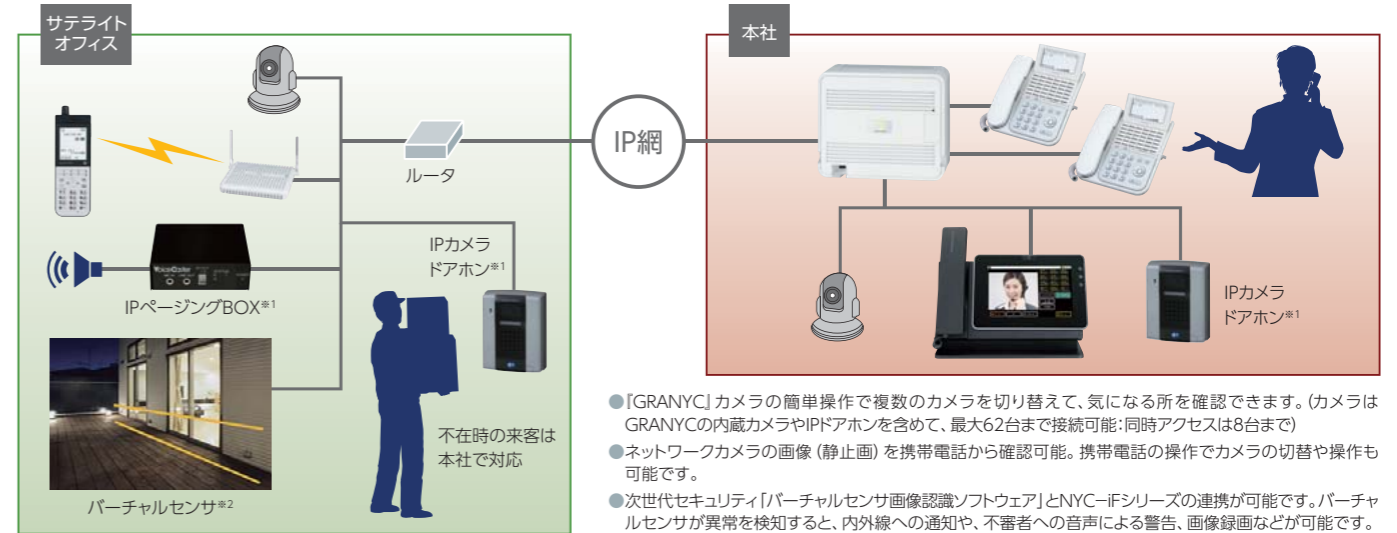 サテライト
オフィス
本社
IP網
ルータ
IPカメラ
ドアホン※1
IPページングBOX※1
不在時の来客は
本社で対応
バーチャルセンサ※2
IPカメラ
ドアホン※1
●『GRANYC』カメラの簡単操作で複数のカメラを切り替えて、気になる所を確認できます。(カメラは
GRANYCの内蔵カメラやIPドアホンを含めて、最大62台まで接続可能:同時アクセスは8台まで)
●ネットワークカメラの画像(静止画)を携帯電話から確認可能。携帯電話の操作でカメラの切替や操作も
可能です。
●次世代セキュリティ「バーチャルセンサ画像認識ソフトウェア」とNYC−iFシリーズの連携が可能です。バーチャ
ルセンサが異常を検知すると、内外線への通知や、不審者への音声による警告、画像録画などが可能です。